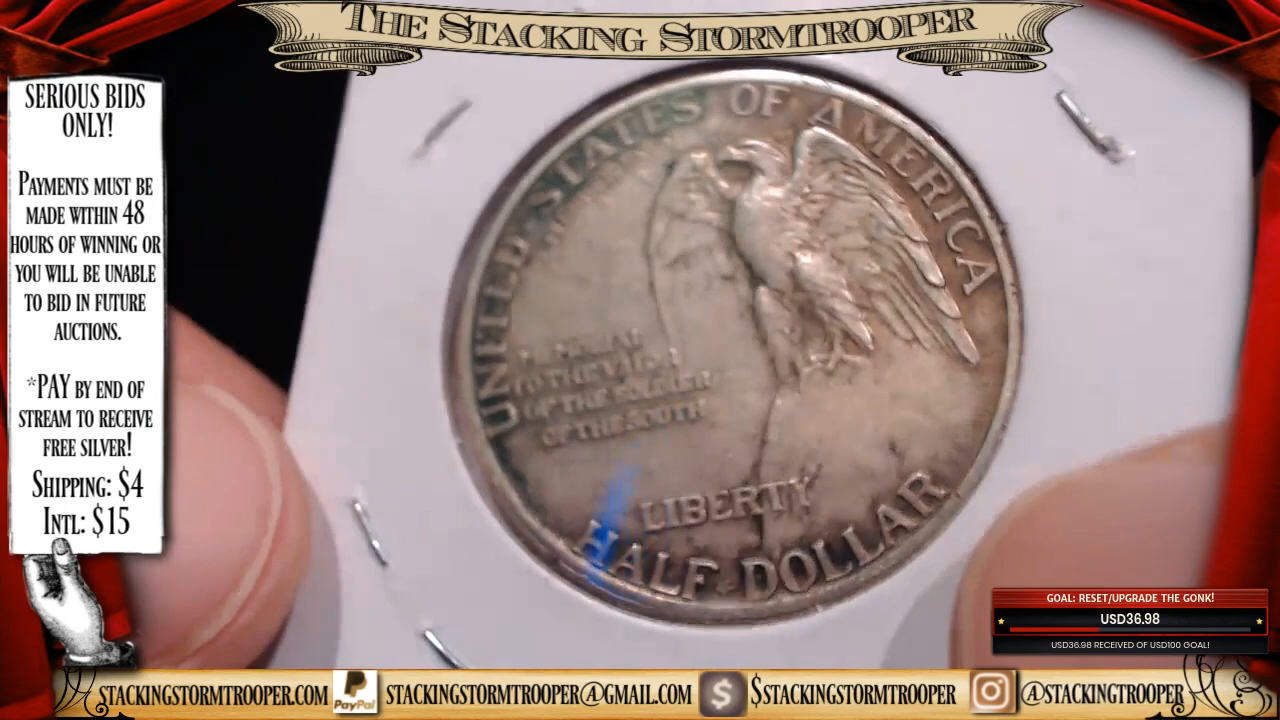 THE STACKING STORMTROOPER
SERIOUS BIDS
ONLY!
PAYMENTS MUST BE
MADE WITHIN 48
HOURS OF WINNING OR
YOU WILL BE UNABLE
TO BID IN FUTURE
AUCTIONS.
*PAY BY END OF
STREAM TO RECEIVE
FREE SILVER!
SHIPPING: $4
INTL: $15
UNITED STATES OF AMERICA
TO THE
OF THE SOLDIER
OF THE SOUTH
LIBERTY
HALF DOLLAR
GOAL: RESET/UPGRADE THE GONK!
USD36.98
USD36.98 RECEIVED OF USD100 GOAL!
STACKINGSTORMTROOPER.COM
PayPal
STACKINGSTORMTROOPER@GMAIL.COM
$
$STACKINGSTORMTROOPER
@STACKINGTROOPER